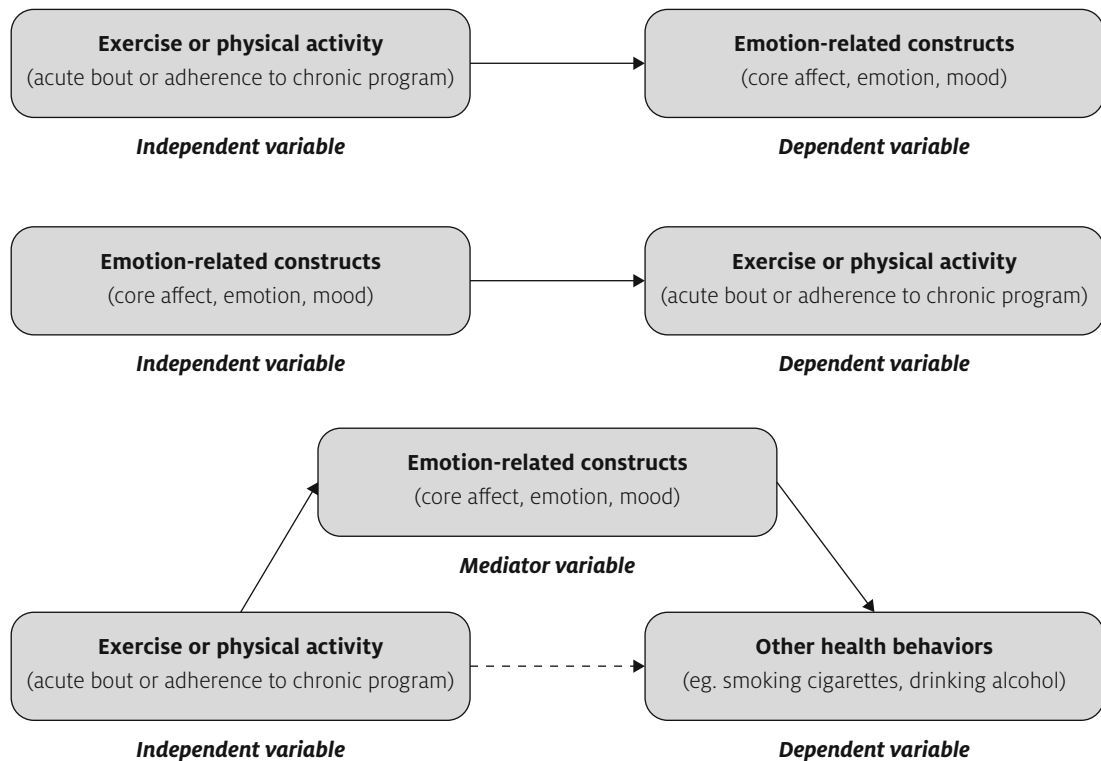 Exercise or physical activity
(acute bout or adherence to chronic program)
Independent variable
Emotion-related constructs
(core affect, emotion, mood)
Dependent variable
Emotion-related constructs
(core affect, emotion, mood)
Independent variable
Exercise or physical activity
(acute bout or adherence to chronic program)
Dependent variable
Emotion-related constructs
(core affect, emotion, mood)
Mediator variable
Exercise or physical activity
(acute bout or adherence to chronic program)
Independent variable
Other health behaviors
(eg. smoking cigarettes, drinking alcohol)
Dependent variable